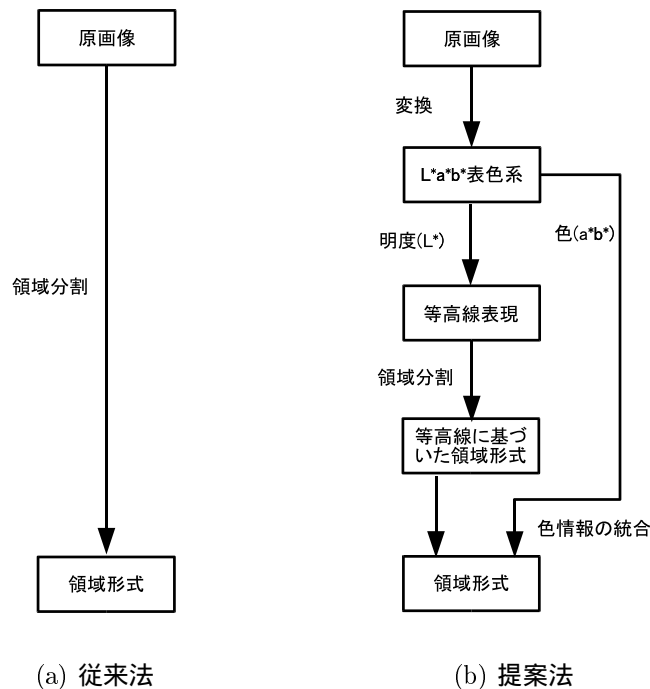 原画像
領域分割
領域形式
(a) 従来法
原画像
変換
L*a*b*表色系
明度(L*)
色(a*b*)
等高線表現
領域分割
等高線に基づ
いた領域形式
色情報の統合
領域形式
(b) 提案法